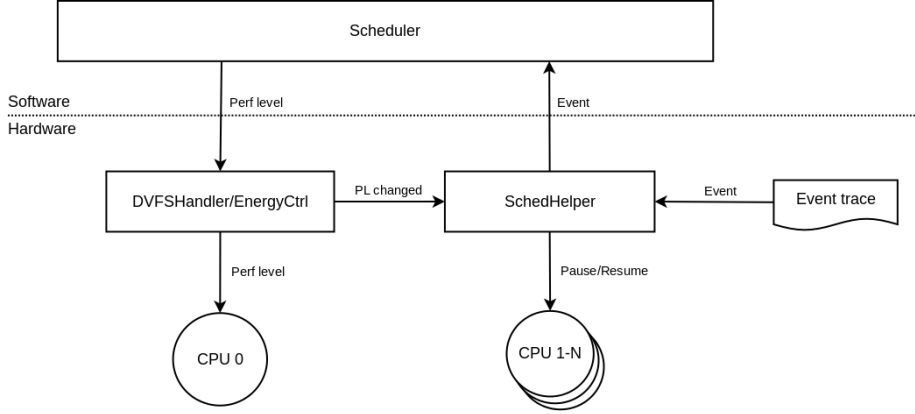 Scheduler
Software
Perf level
Event
Hardware
DVFSHandler/EnergyCtrl
PL changed
SchedHelper
Event
Event trace
Perf level
Pause/Resume
CPU 0
CPU 1-N